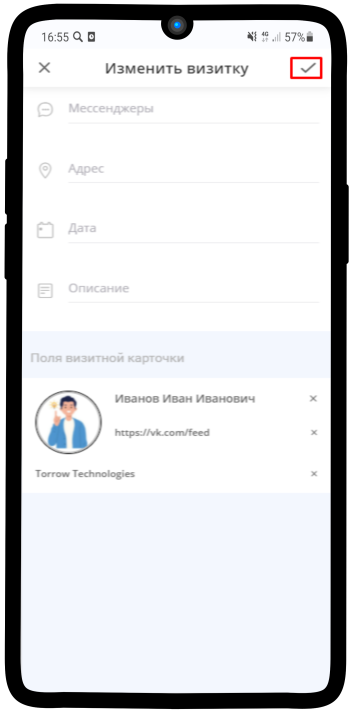 16:55
57%
Изменить визитку
Мессенджеры
Адрес
Дата
Описание
Поля визитной карточки
Иванов Иван Иванович
https://vk.com/feed
Torrow Technologies